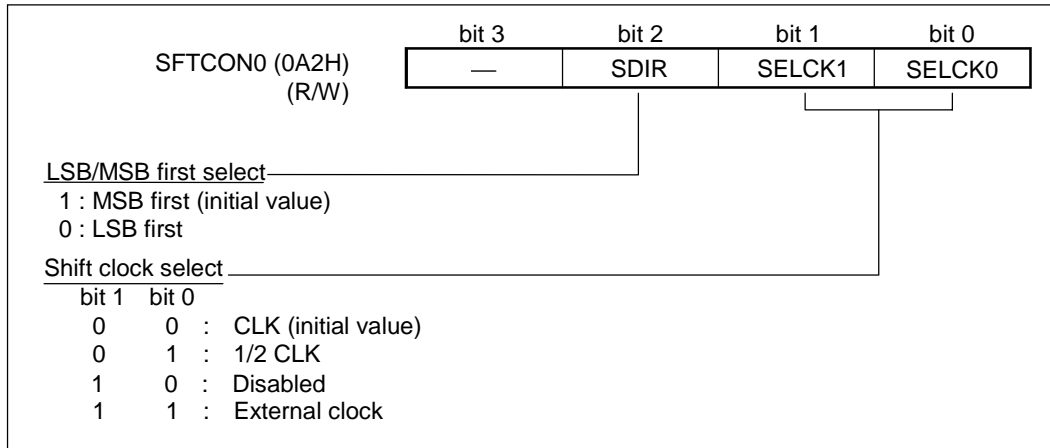 bit 3 bit 2 bit 1 bit 0
SFTCON0 (0A2H) — SDIR SELCK1 SELCK0
(R/W)
LSB/MSB first select
1 : MSB first (initial value)
0 : LSB first
Shift clock select
bit 1 bit 0
0 0 : CLK (initial value)
0 1 : 1/2 CLK
1 0 : Disabled
1 1 : External clock